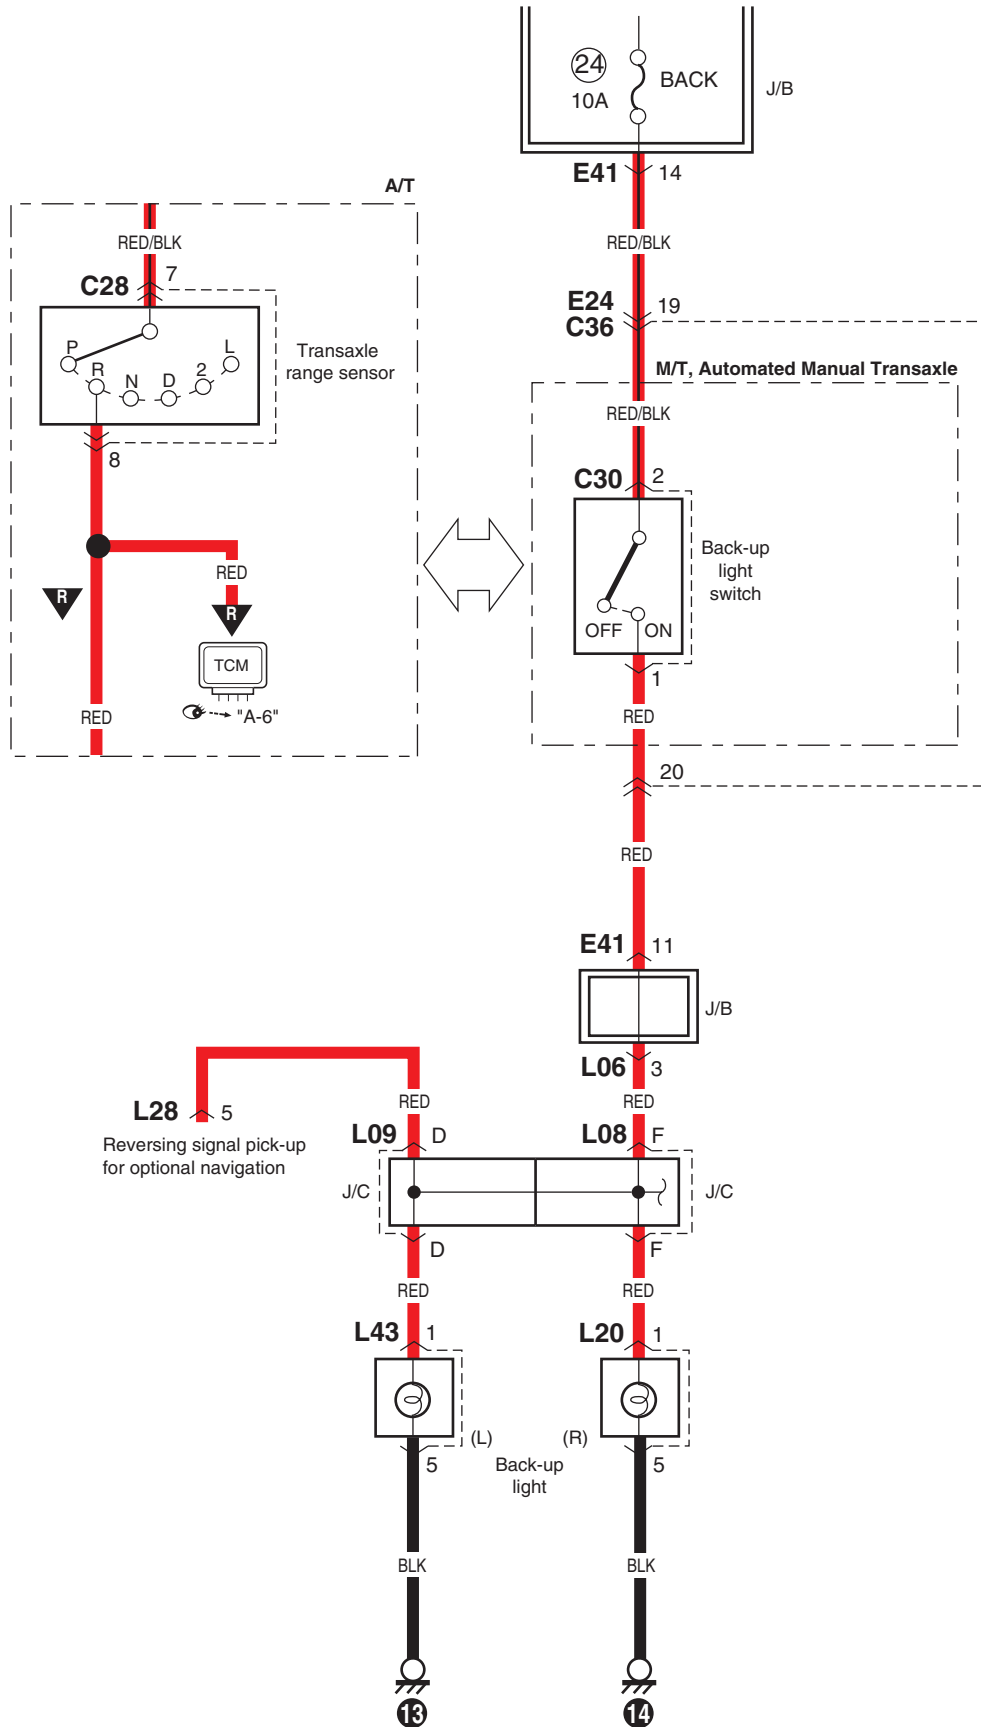 24
10A
BACK
J/B
E41 14
A/T
RED/BLK
RED/BLK
C28 7
E24 19
C36
P
R
N
D
2
L
Transaxle
range sensor
M/T, Automated Manual Transaxle
RED/BLK
8
C30 2
Back-up
light
switch
OFF ON
RED
R
R
TCM
"A-6"
1
RED
RED
20
RED
E41 11
J/B
L06 3
L28 5
RED
RED
Reversing signal pick-up
for optional navigation
L09 D
L08 F
J/C
J/C
D
F
RED
RED
L43 1
L20 1
(L)
(R)
5
Back-up
light
5
BLK
BLK
13
14